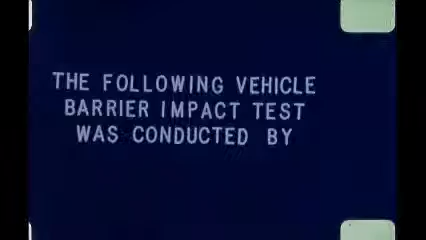 THE FOLLOWING VEHICLE
BARRIER IMPACT TEST
WAS CONDUCTED BY